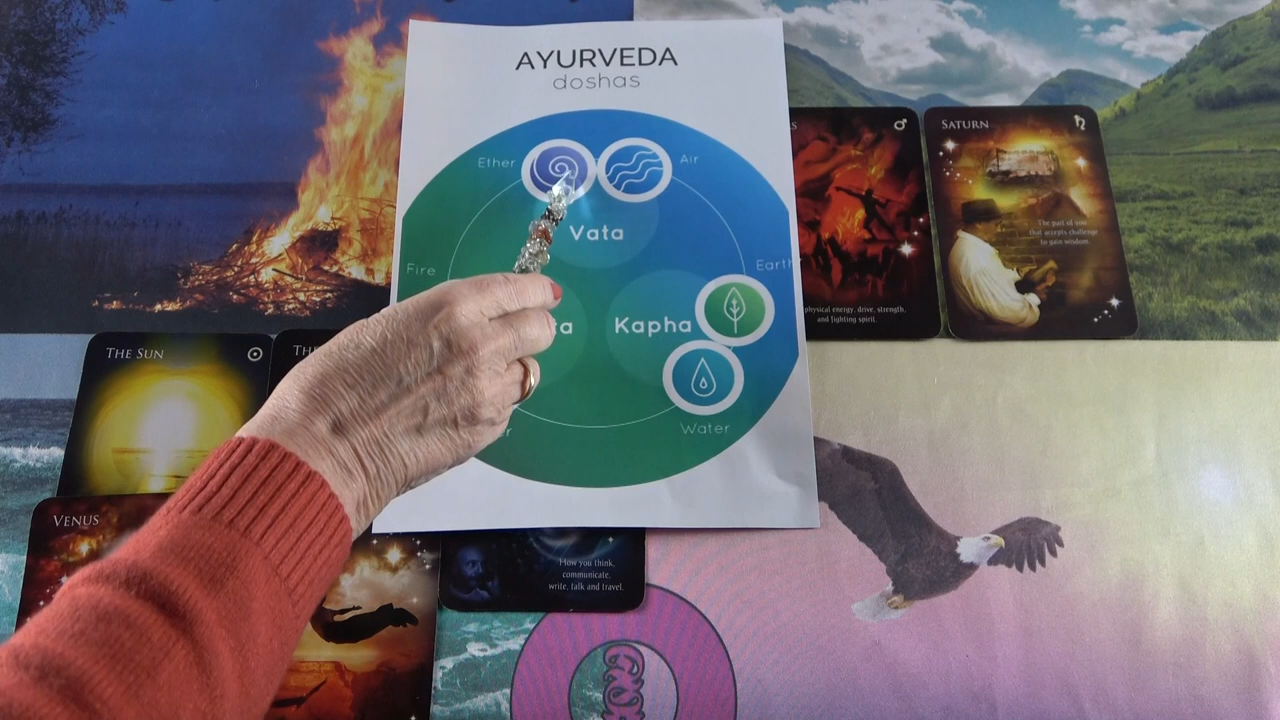 AYURVEDA
doshas
Ether
Air
Vata
Fire
Earth
Kapha
Water
SATURN
The part of you
that accepts challenge
to gain wisdom.
physical energy, drive, strength,
and fighting spirit.
THE SUN
VENUS
How you think,
communicate,
write, talk and travel.